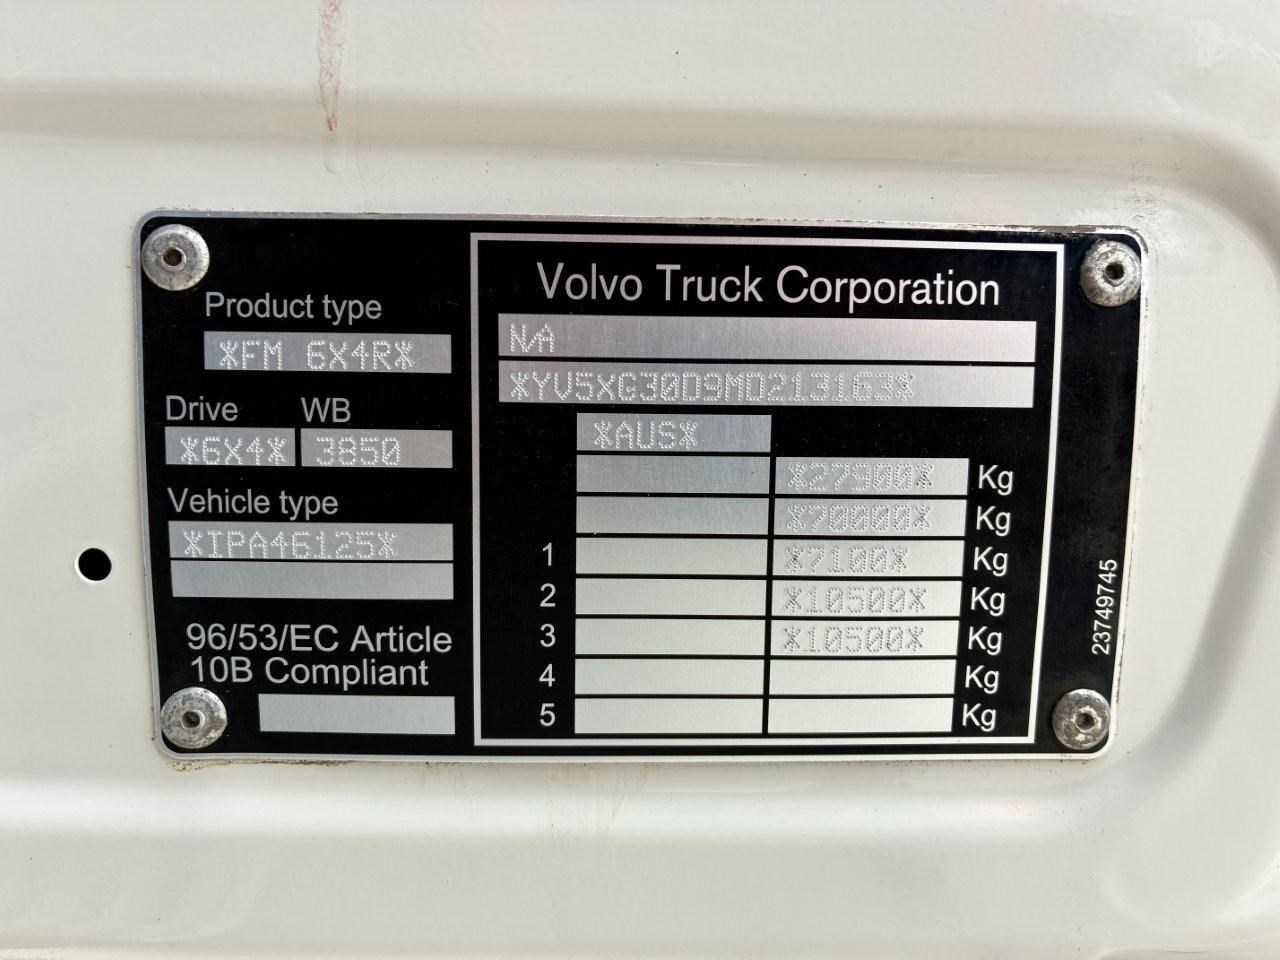 Volvo Truck Corporation
Product type
*FM 6X4R*
Drive WB
*6X4* 3850
Vehicle type
*IPA46125*
96/53/EC Article
10B Compliant
N/A
*YV5XG30D9MD213163*
*AUS*
*27900* Kg
*70000* Kg
1 *7100* Kg
2 *10500* Kg
3 *10500* Kg
4 Kg
5 Kg
23749745